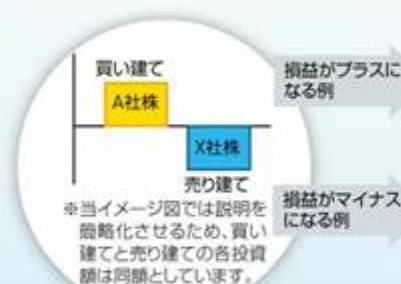 買い建て
A社株
X社株
売り建て
※当イメージ図では説明を
簡略化させるため、買い
建てと売り建ての各投資
額は同額としています。
損益がプラスに
なる例
損益がマイナス
になる例